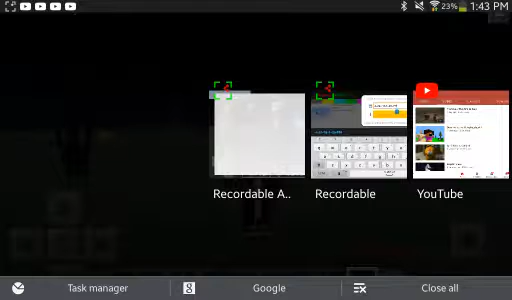 23% 1:43 PM
Recordable A.. Recordable YouTube
Task manager Google Close all